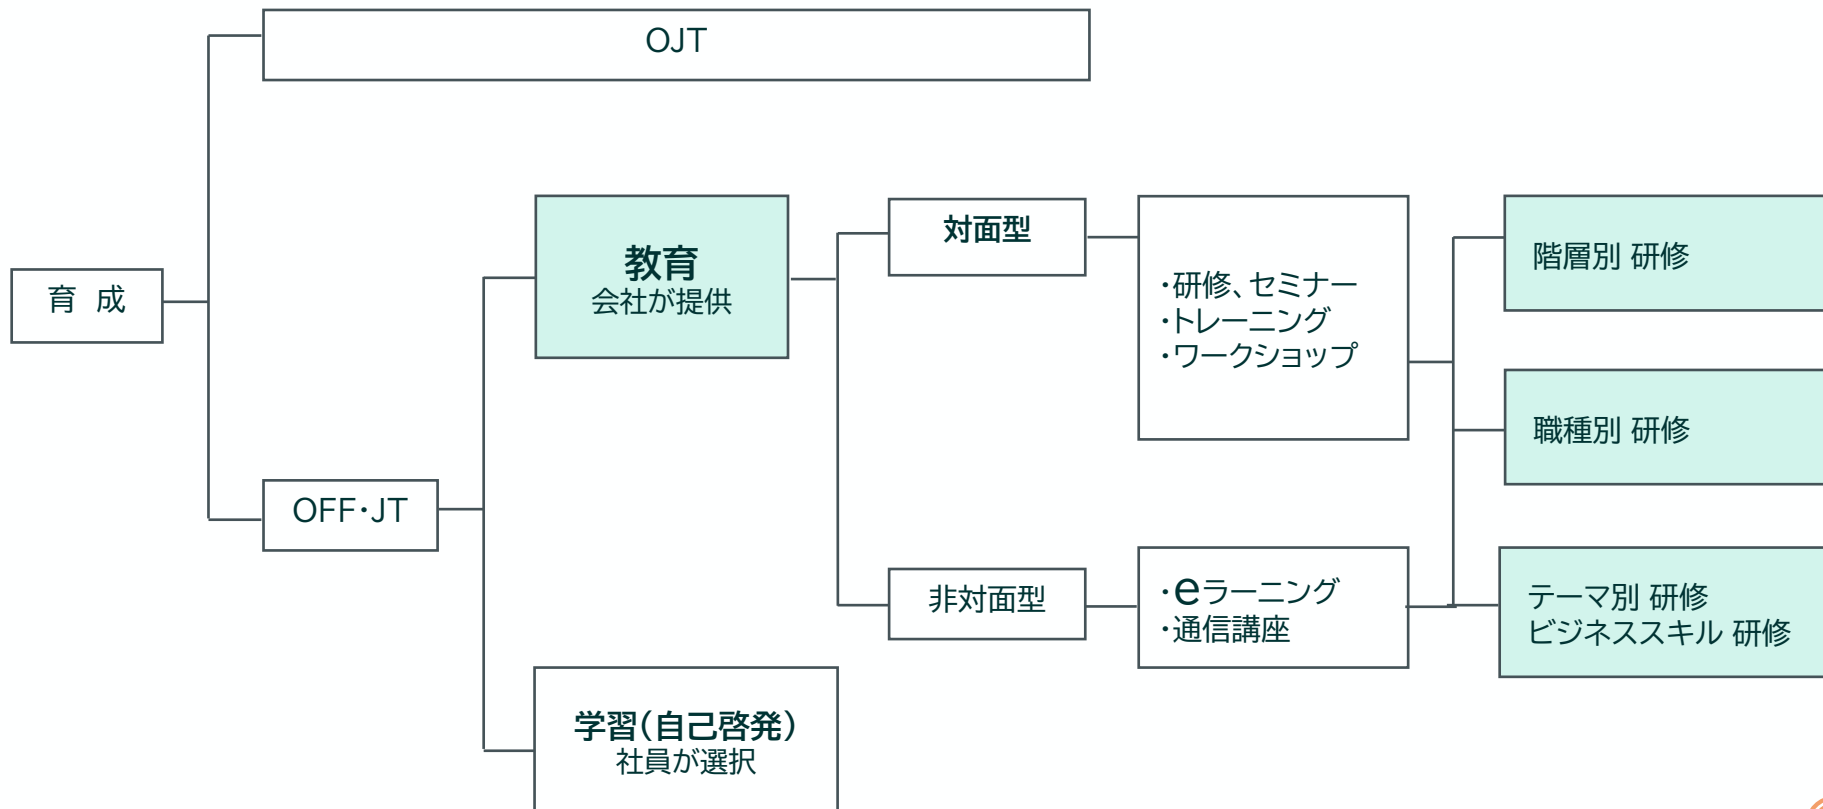 OJT
育 成
OFF・JT
教育
会社が提供
学習(自己啓発)
社員が選択
対面型
非対面型
・研修、セミナー
・トレーニング
・ワークショップ
・eラーニング
・通信講座
階層別 研修
職種別 研修
テーマ別 研修
ビジネススキル 研修